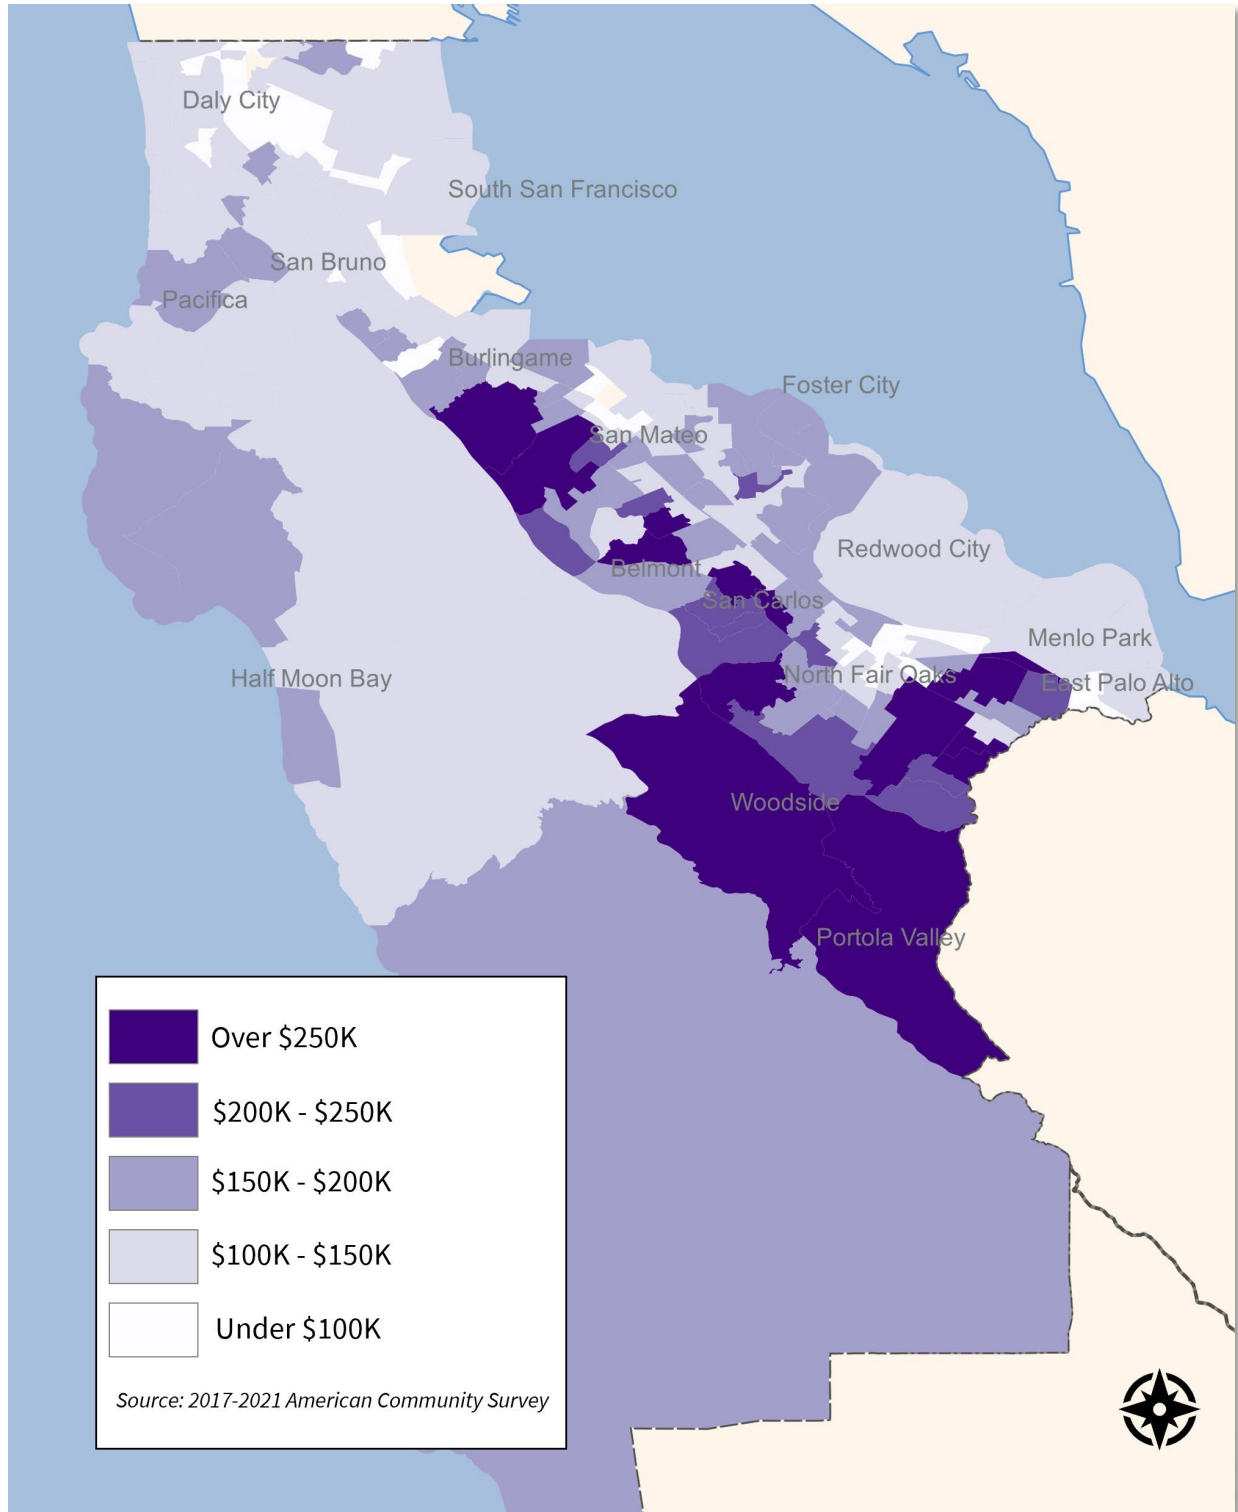 Daly City
South San Francisco
San Bruno
Pacifica
Burlingame
Foster City
San Mateo
Redwood City
Belmont
San Carlos
Menlo Park
North Fair Oaks
East Palo Alto
Half Moon Bay
Woodside
Portola Valley
Over $250K
$200K - $250K
$150K - $200K
$100K - $150K
Under $100K
Source: 2017-2021 American Community Survey